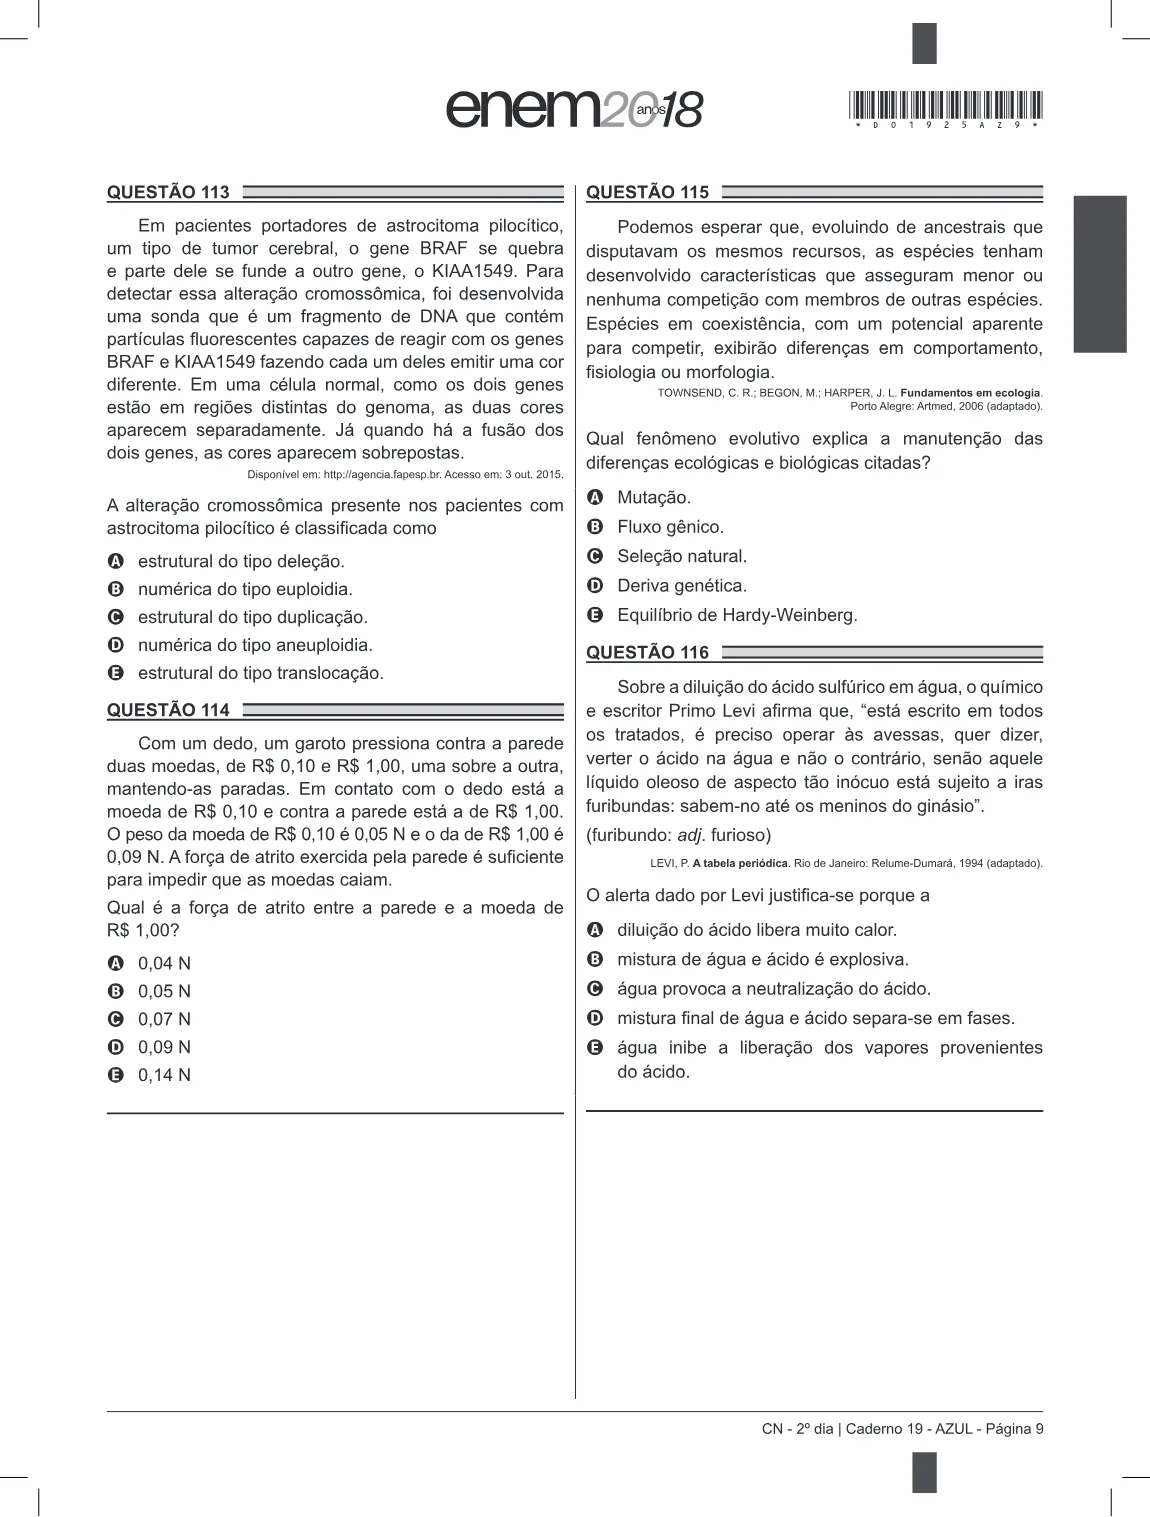 enem20anos18
* D 0 1 9 2 5 A Z 9 *
QUESTÃO 113
Em pacientes portadores de astrocitoma pilocítico,
um tipo de tumor cerebral, o gene BRAF se quebra
e parte dele se funde a outro gene, o KIAA1549. Para
detectar essa alteração cromossômica, foi desenvolvida
uma sonda que é um fragmento de DNA que contém
partículas fluorescentes capazes de reagir com os genes
BRAF e KIAA1549 fazendo cada um deles emitir uma cor
diferente. Em uma célula normal, como os dois genes
estão em regiões distintas do genoma, as duas cores
aparecem separadamente. Já quando há a fusão dos
dois genes, as cores aparecem sobrepostas.
Disponível em: http://agencia.fapesp.br. Acesso em: 3 out. 2015.
A alteração cromossômica presente nos pacientes com
astrocitoma pilocítico é classificada como
A estrutural do tipo deleção.
B numérica do tipo euploidia.
C estrutural do tipo duplicação.
D numérica do tipo aneuploidia.
E estrutural do tipo translocação.
QUESTÃO 114
Com um dedo, um garoto pressiona contra a parede
duas moedas, de R$ 0,10 e R$ 1,00, uma sobre a outra,
mantendo-as paradas. Em contato com o dedo está a
moeda de R$ 0,10 e contra a parede está a de R$ 1,00.
O peso da moeda de R$ 0,10 é 0,05 N e o da de R$ 1,00 é
0,09 N. A força de atrito exercida pela parede é suficiente
para impedir que as moedas caiam.
Qual é a força de atrito entre a parede e a moeda de
R$ 1,00?
A 0,04 N
B 0,05 N
C 0,07 N
D 0,09 N
E 0,14 N
QUESTÃO 115
Podemos esperar que, evoluindo de ancestrais que
disputavam os mesmos recursos, as espécies tenham
desenvolvido características que asseguram menor ou
nenhuma competição com membros de outras espécies.
Espécies em coexistência, com um potencial aparente
para competir, exibirão diferenças em comportamento,
fisiologia ou morfologia.
TOWNSEND, C. R.; BEGON, M.; HARPER, J. L. Fundamentos em ecologia.
Porto Alegre: Artmed, 2006 (adaptado).
Qual fenômeno evolutivo explica a manutenção das
diferenças ecológicas e biológicas citadas?
A Mutação.
B Fluxo gênico.
C Seleção natural.
D Deriva genética.
E Equilíbrio de Hardy-Weinberg.
QUESTÃO 116
Sobre a diluição do ácido sulfúrico em água, o químico
e escritor Primo Levi afirma que, “está escrito em todos
os tratados, é preciso operar às avessas, quer dizer,
verter o ácido na água e não o contrário, senão aquele
líquido oleoso de aspecto tão inócuo está sujeito a iras
furibundas: sabem-no até os meninos do ginásio”.
(furibundo: adj. furioso)
LEVI, P. A tabela periódica. Rio de Janeiro: Relume-Dumará, 1994 (adaptado).
O alerta dado por Levi justifica-se porque a
A diluição do ácido libera muito calor.
B mistura de água e ácido é explosiva.
C água provoca a neutralização do ácido.
D mistura final de água e ácido separa-se em fases.
E água inibe a liberação dos vapores provenientes
do ácido.
CN - 2º dia | Caderno 19 - AZUL - Página 9